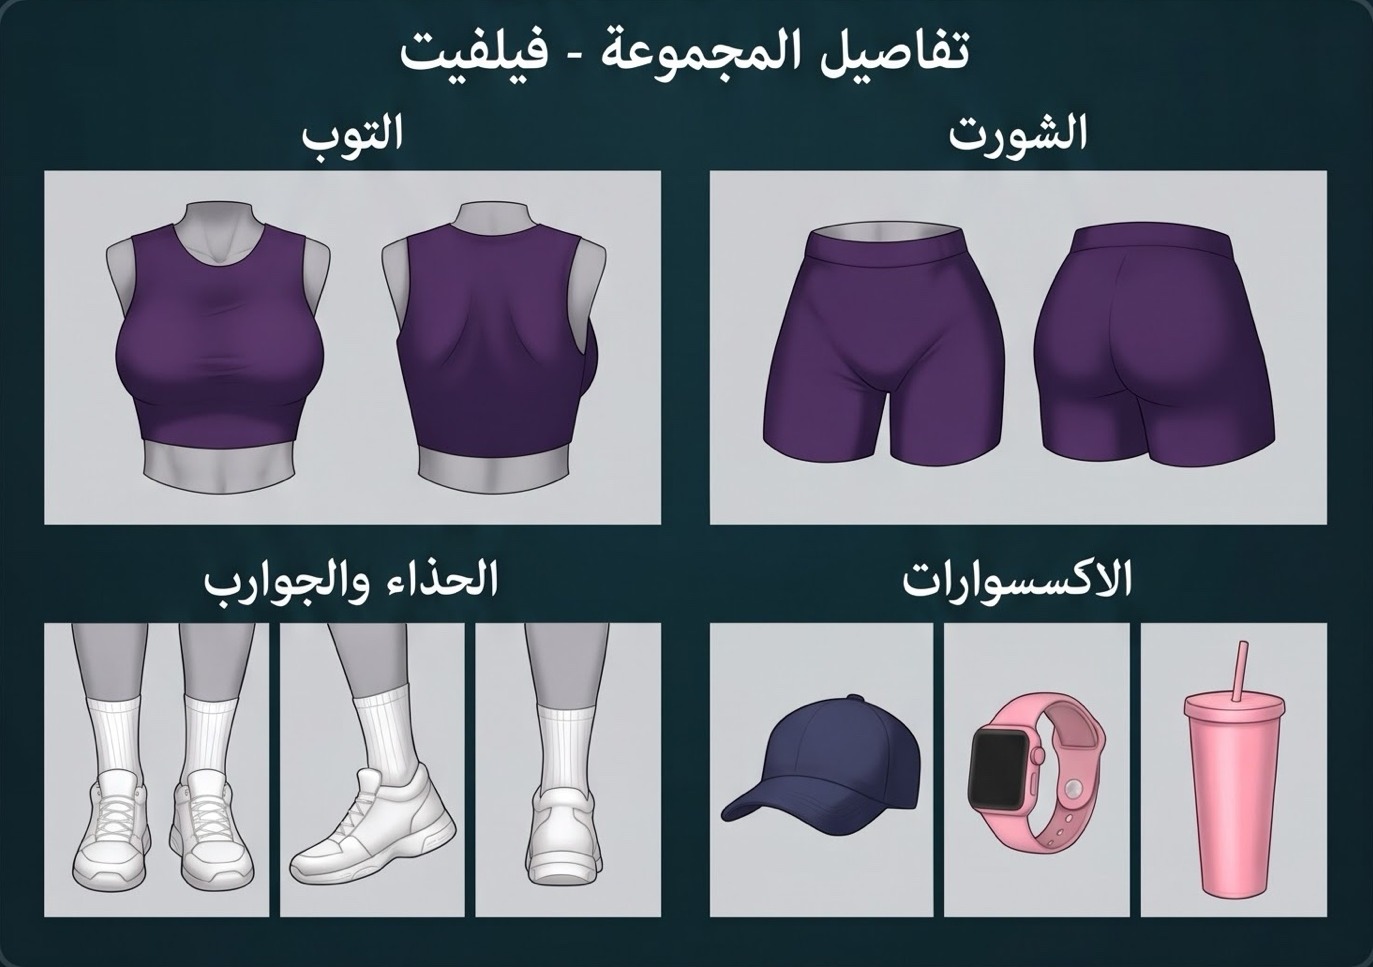 تفاصيل المجموعة - فيلفيت
الشورت
التوب
الاكسسوارات
الحذاء والجوارب